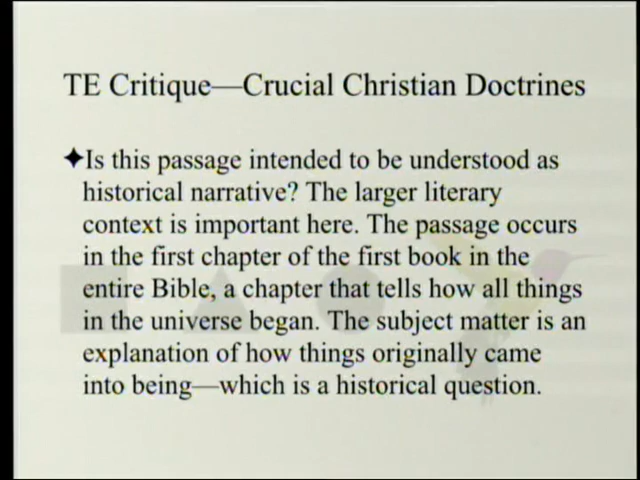 TE Critique—Crucial Christian Doctrines
✦Is this passage intended to be understood as
historical narrative? The larger literary
context is important here. The passage occurs
in the first chapter of the first book in the
entire Bible, a chapter that tells how all things
in the universe began. The subject matter is an
explanation of how things originally came
into being—which is a historical question.